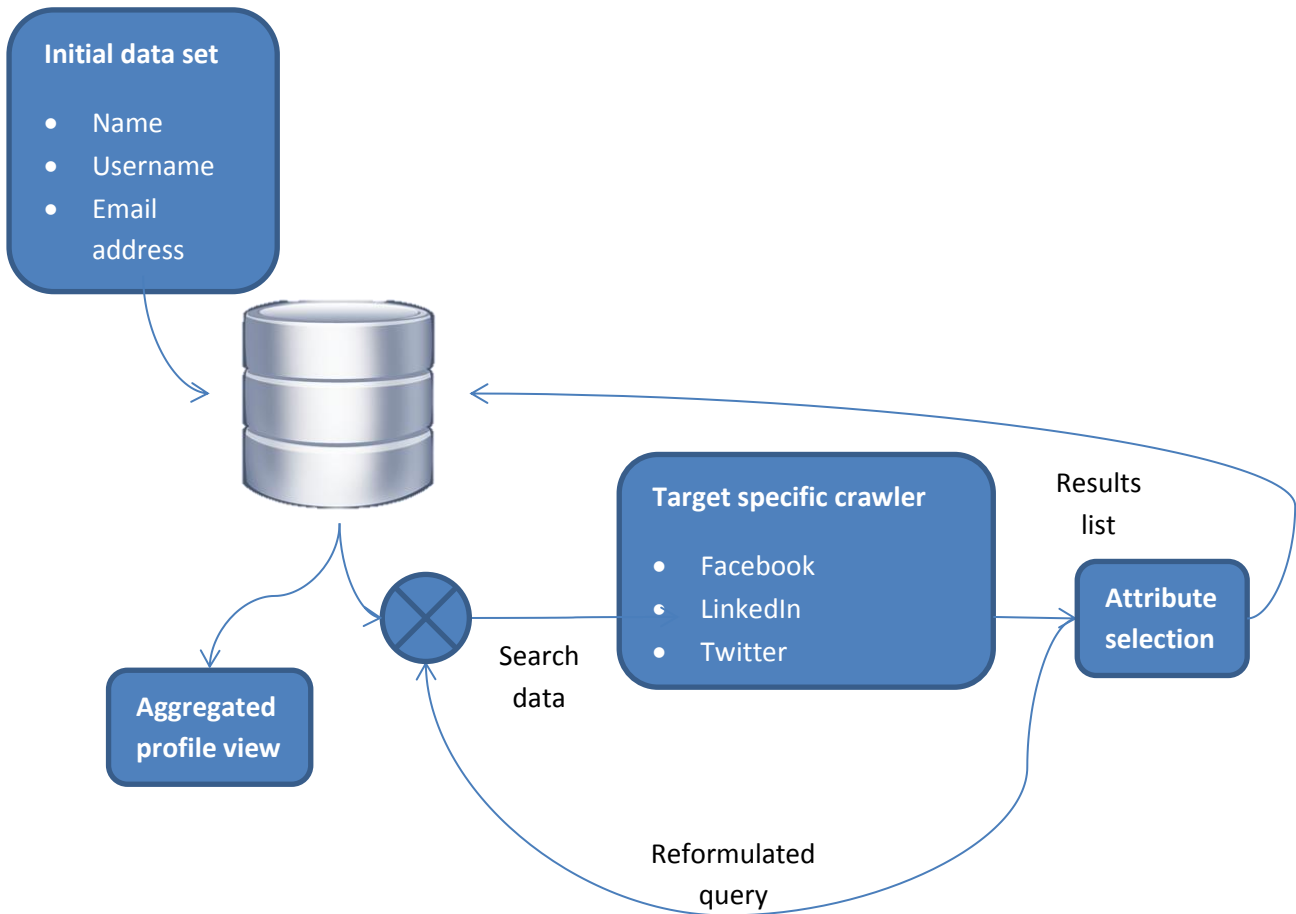 Initial data set
• Name
• Username
• Email
address
Target specific crawler
• Facebook
• LinkedIn
• Twitter
Results
list
Attribute
selection
Search
data
Aggregated
profile view
Reformulated
query